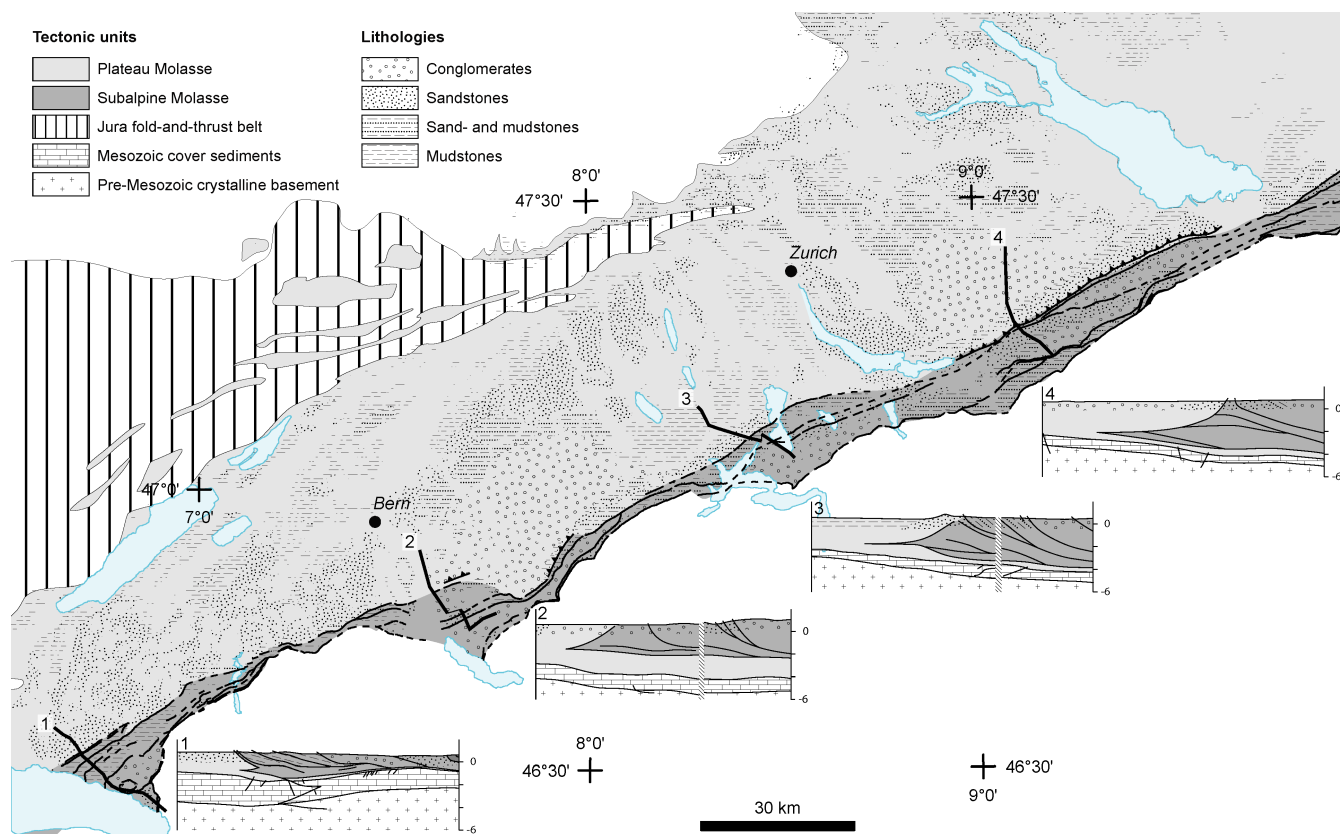 Tectonic units
Plateau Molasse
Subalpine Molasse
Jura fold-and-thrust belt
Mesozoic cover sediments
Pre-Mesozoic crystalline basement
Lithologies
Conglomerates
Sandstones
Sand- and mudstones
Mudstones
8°0'
47°30'
9°0'
47°30'
4
Zurich
3
47°0'
7°0'
Bern
2
1
4
0
-6
3
0
-6
2
0
-6
1
0
-6
8°0'
46°30'
46°30'
9°0'
30 km